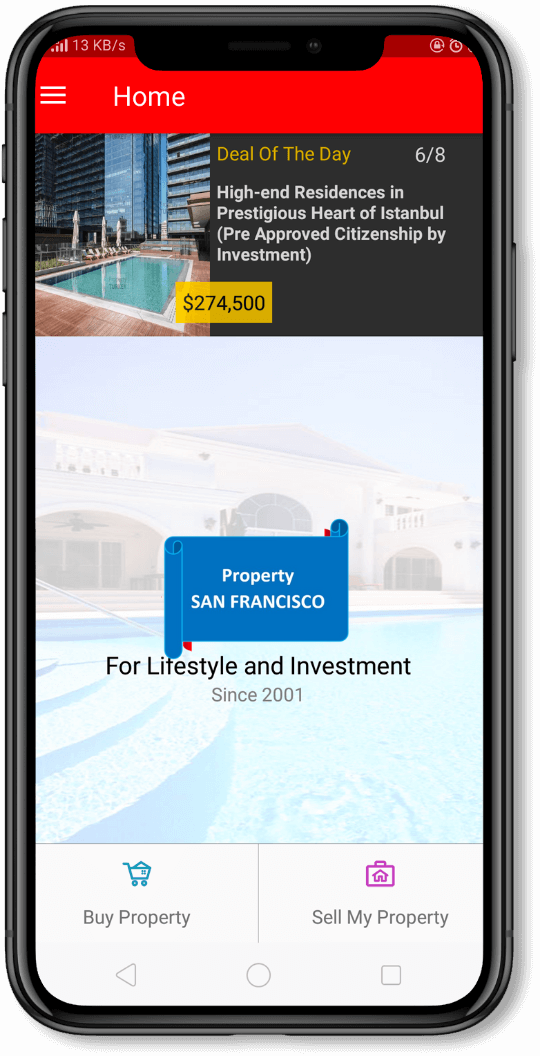 13 KB/s
Home
Deal Of The Day 6/8
High-end Residences in
Prestigious Heart of Istanbul
(Pre Approved Citizenship by
Investment)
$274,500
Property
SAN FRANCISCO
For Lifestyle and Investment
Since 2001
Buy Property Sell My Property